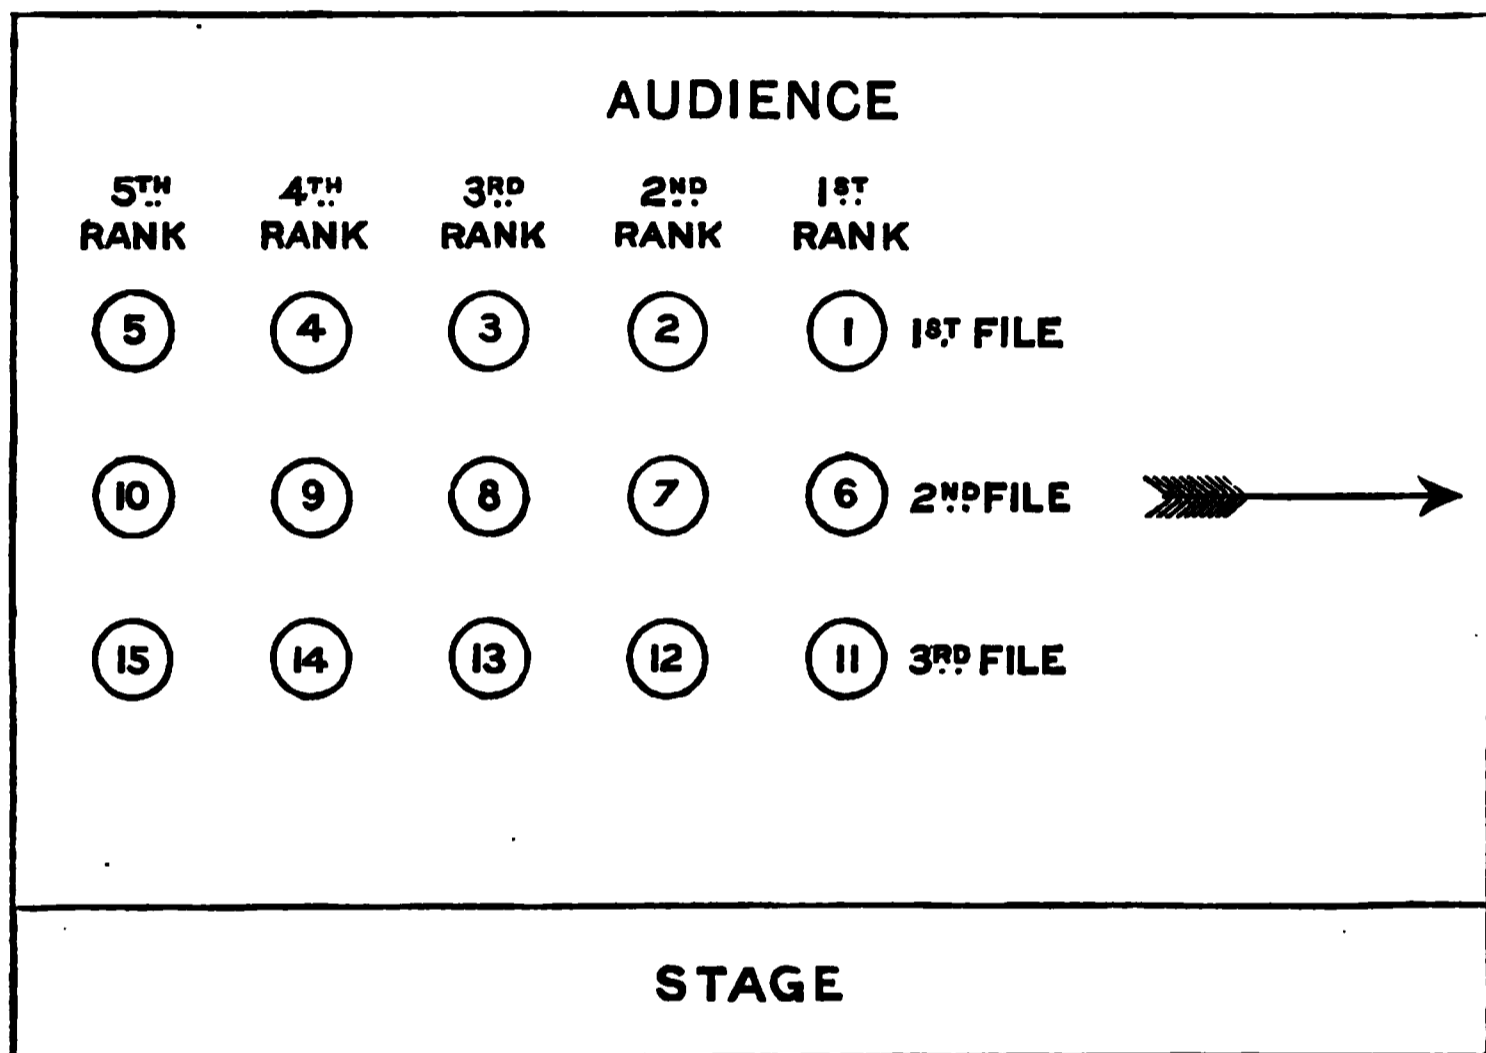 AUDIENCE
5TH 4TH 3RD 2ND 1ST
RANK RANK RANK RANK RANK
5 4 3 2 1 1ST FILE
10 9 8 7 6 2ND FILE
15 14 13 12 11 3RD FILE
STAGE